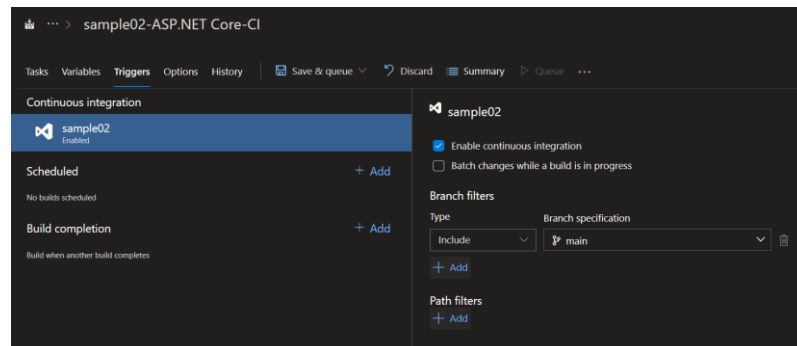 ··· > sample02-ASP.NET Core-CI
Tasks Variables Triggers Options History Save & queue Discard Summary Queue ···
Continuous integration
sample02
Enabled
Scheduled + Add
No builds scheduled
Build completion + Add
Build when another build completes
sample02
Enable continuous integration
Batch changes while a build is in progress
Branch filters
Type Branch specification
Include main
+ Add
Path filters
+ Add